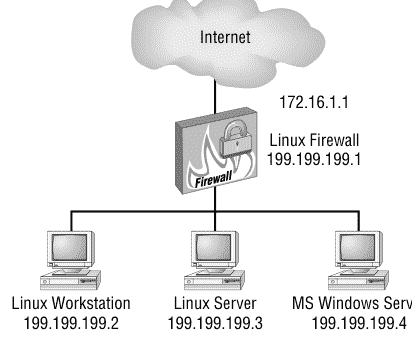 Internet
172.16.1.1
Linux Firewall
199.199.199.1
Firewall
Linux Workstation
199.199.199.2
Linux Server
199.199.199.3
MS Windows Serv
199.199.199.4